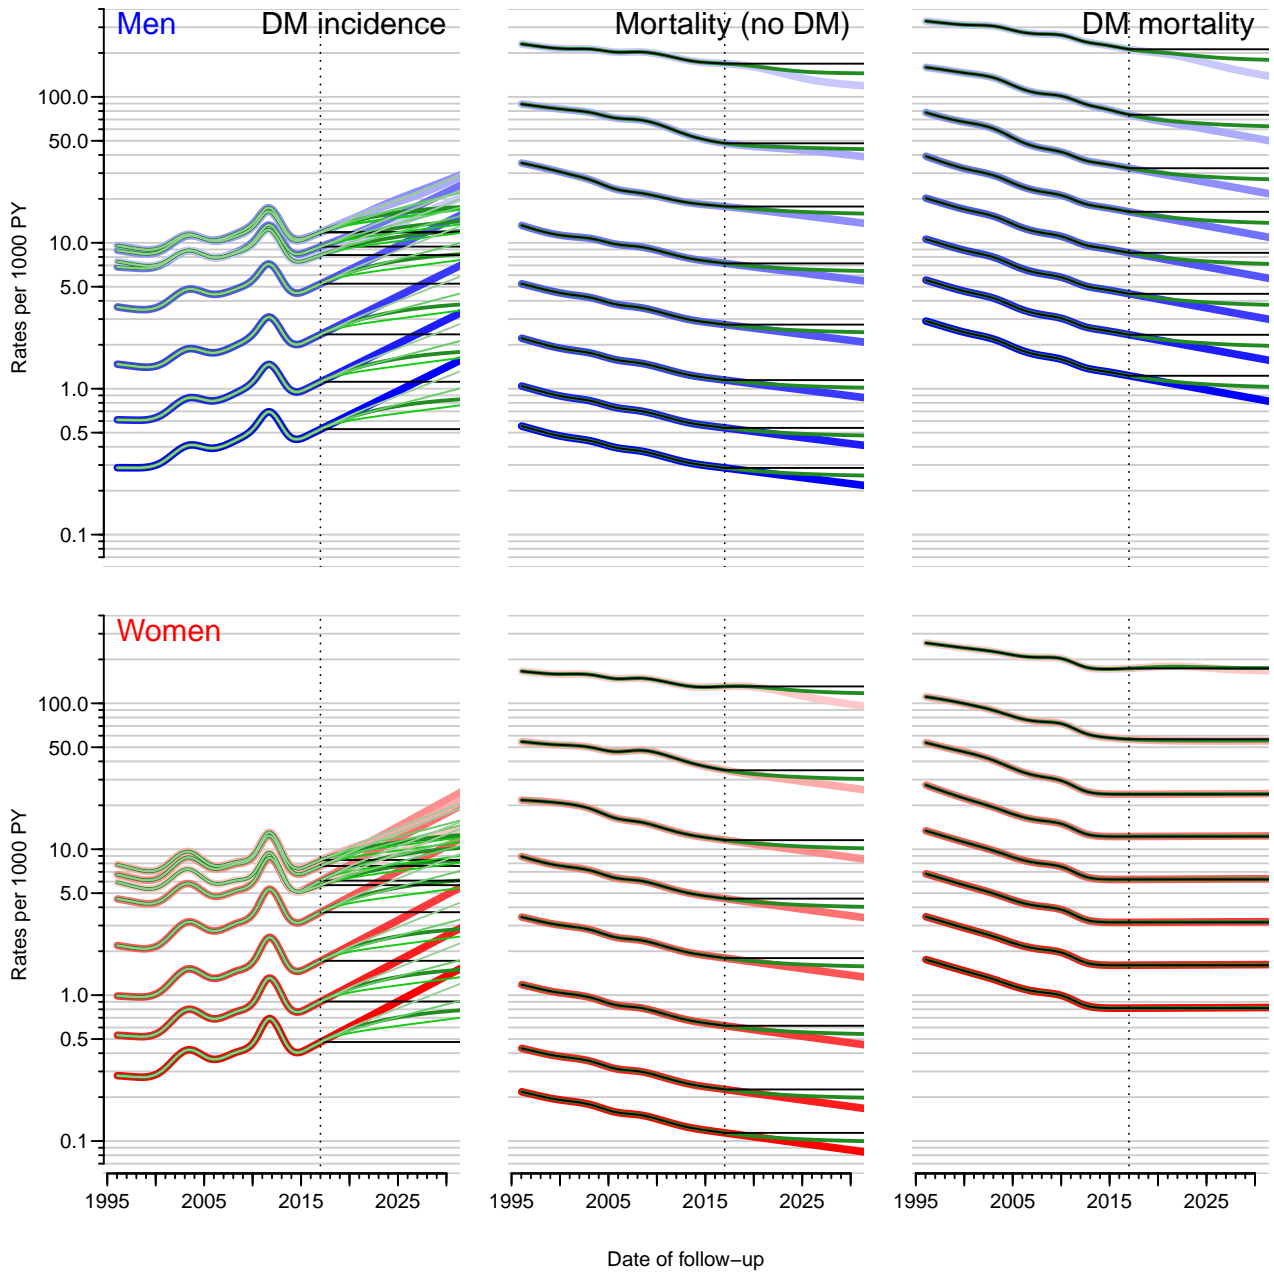 Men DM incidence Mortality (no DM) DM mortality
100.0
50.0
10.0
5.0
1.0
0.5
0.1
Rates per 1000 PY
Women
100.0
50.0
10.0
5.0
1.0
0.5
0.1
Rates per 1000 PY
1995 2005 2015 2025 1995 2005 2015 2025 1995 2005 2015 2025
Date of follow−up